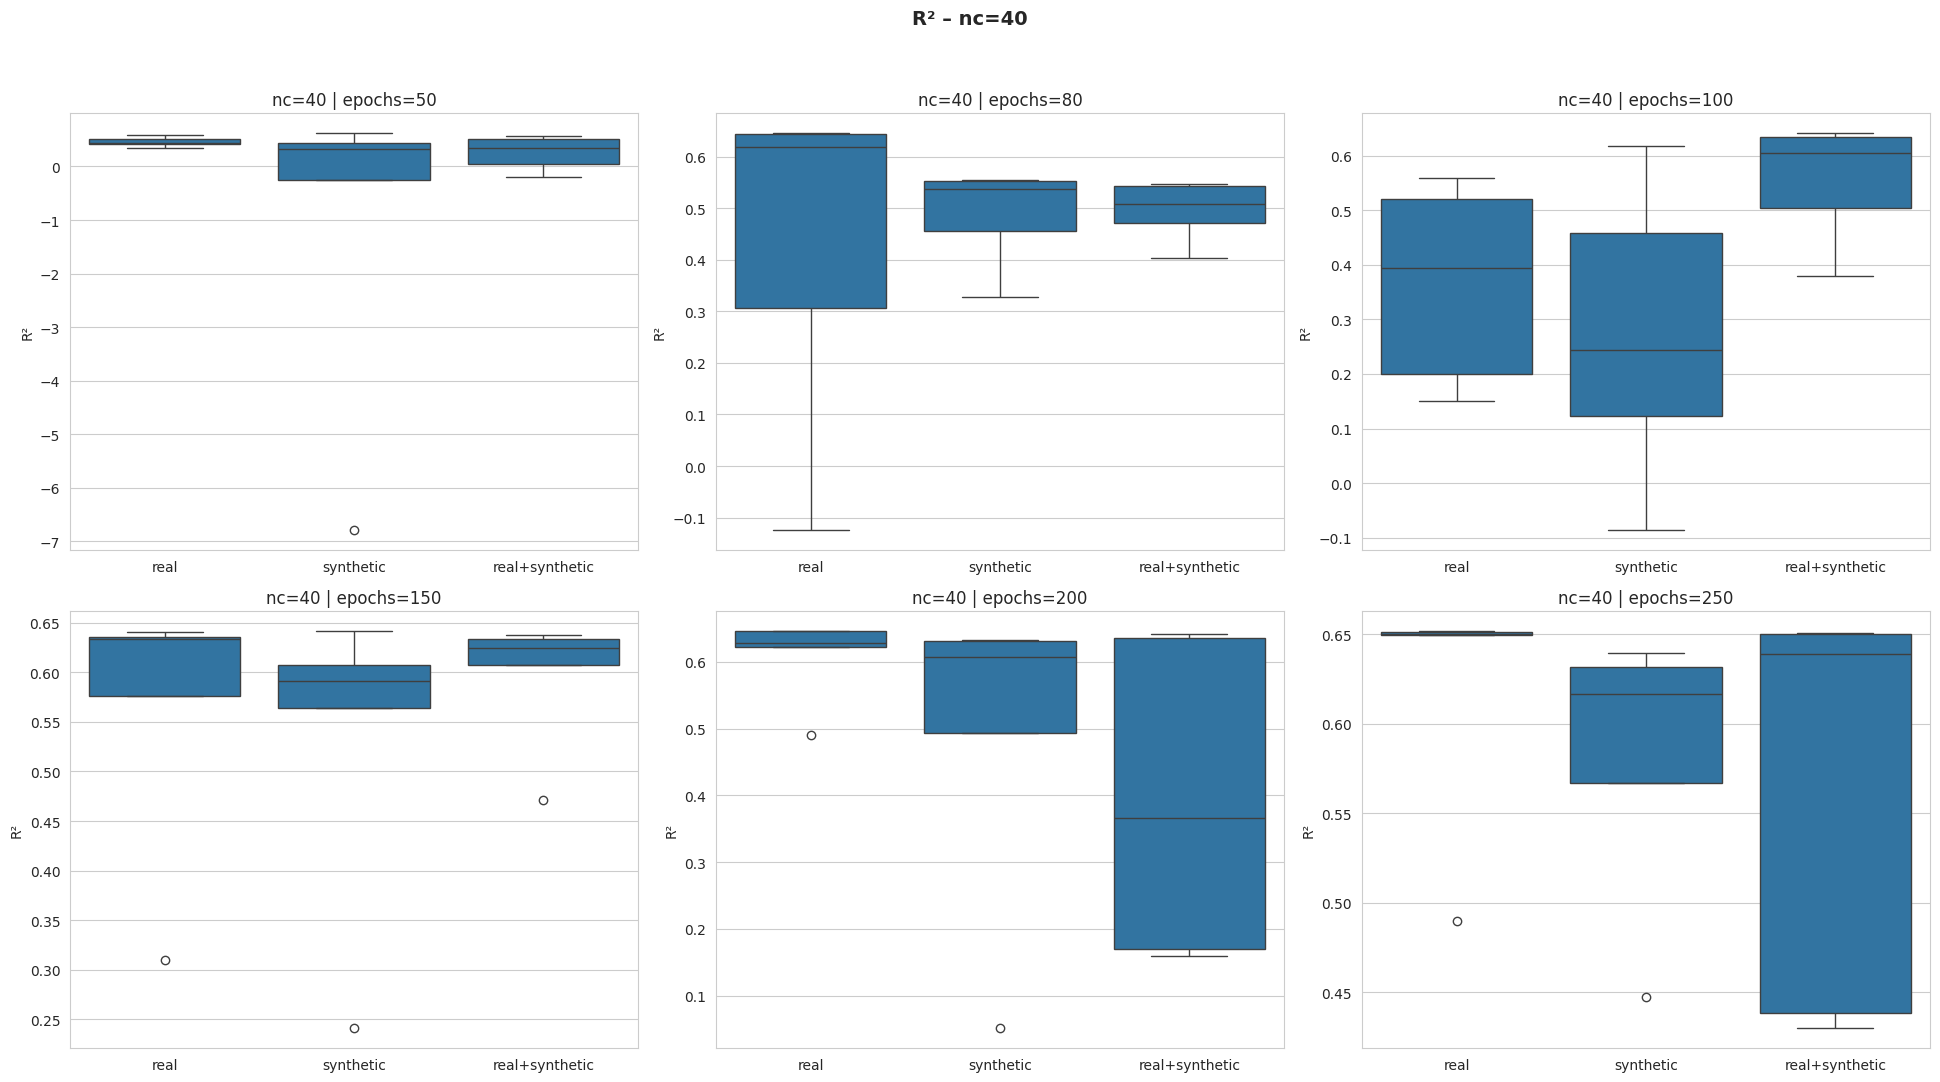 R² – nc=40
nc=40 | epochs=50
R²
0
−1
−2
−3
−4
−5
−6
−7
real synthetic real+synthetic
nc=40 | epochs=80
R²
0.6
0.5
0.4
0.3
0.2
0.1
0.0
−0.1
real synthetic real+synthetic
nc=40 | epochs=100
R²
0.6
0.5
0.4
0.3
0.2
0.1
0.0
−0.1
real synthetic real+synthetic
nc=40 | epochs=150
R²
0.65
0.60
0.55
0.50
0.45
0.40
0.35
0.30
0.25
real synthetic real+synthetic
nc=40 | epochs=200
R²
0.6
0.5
0.4
0.3
0.2
0.1
real synthetic real+synthetic
nc=40 | epochs=250
R²
0.65
0.60
0.55
0.50
0.45
real synthetic real+synthetic